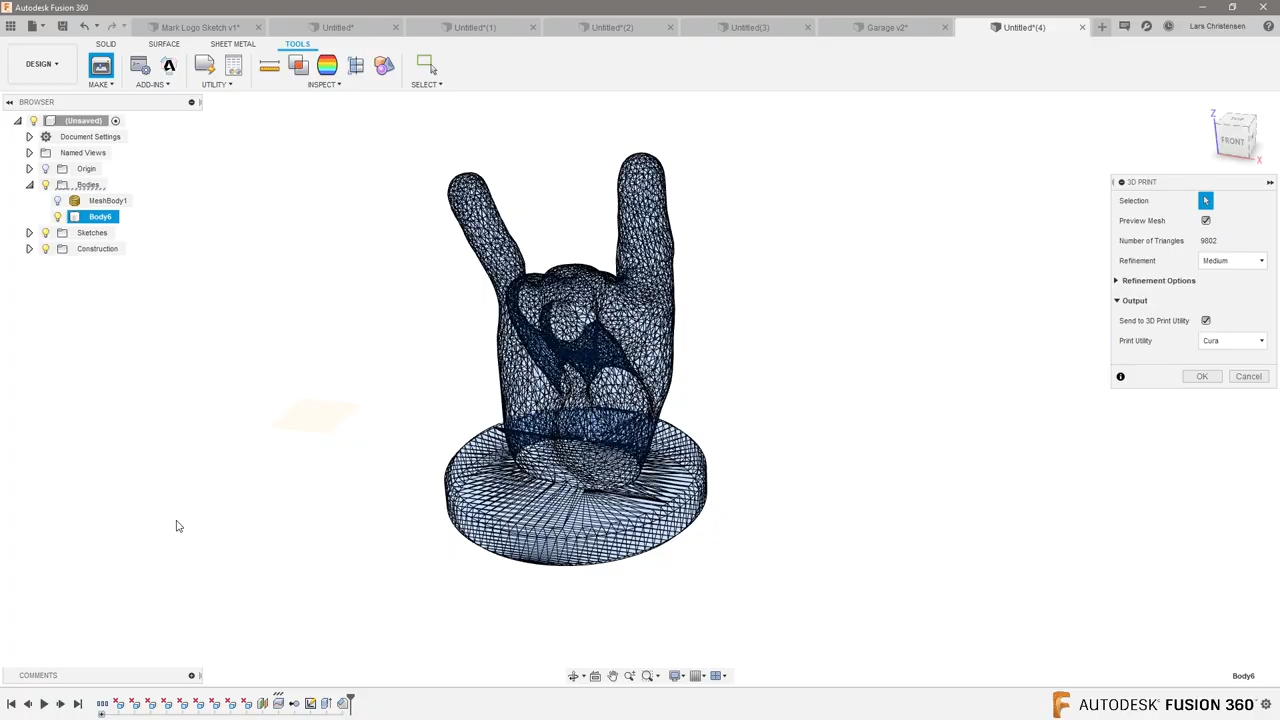 Autodesk Fusion 360
Mark Logo Sketch v1*
Untitled*
Untitled*(1)
Untitled*(2)
Untitled(3)
Garage v2*
Untitled*(4)
Lars Christensen
SOLID
SURFACE
SHEET METAL
TOOLS
DESIGN
MAKE
ADD-INS
UTILITY
INSPECT
SELECT
BROWSER
(Unsaved)
Document Settings
Named Views
Origin
Bodies
MeshBody1
Body6
Sketches
Construction
Z
TOP
FRONT
X
3D PRINT
Selection
Preview Mesh
Number of Triangles 9802
Refinement Medium
Refinement Options
Output
Send to 3D Print Utility
Print Utility Cura
OK Cancel
COMMENTS
Body6
AUTODESK FUSION 360°